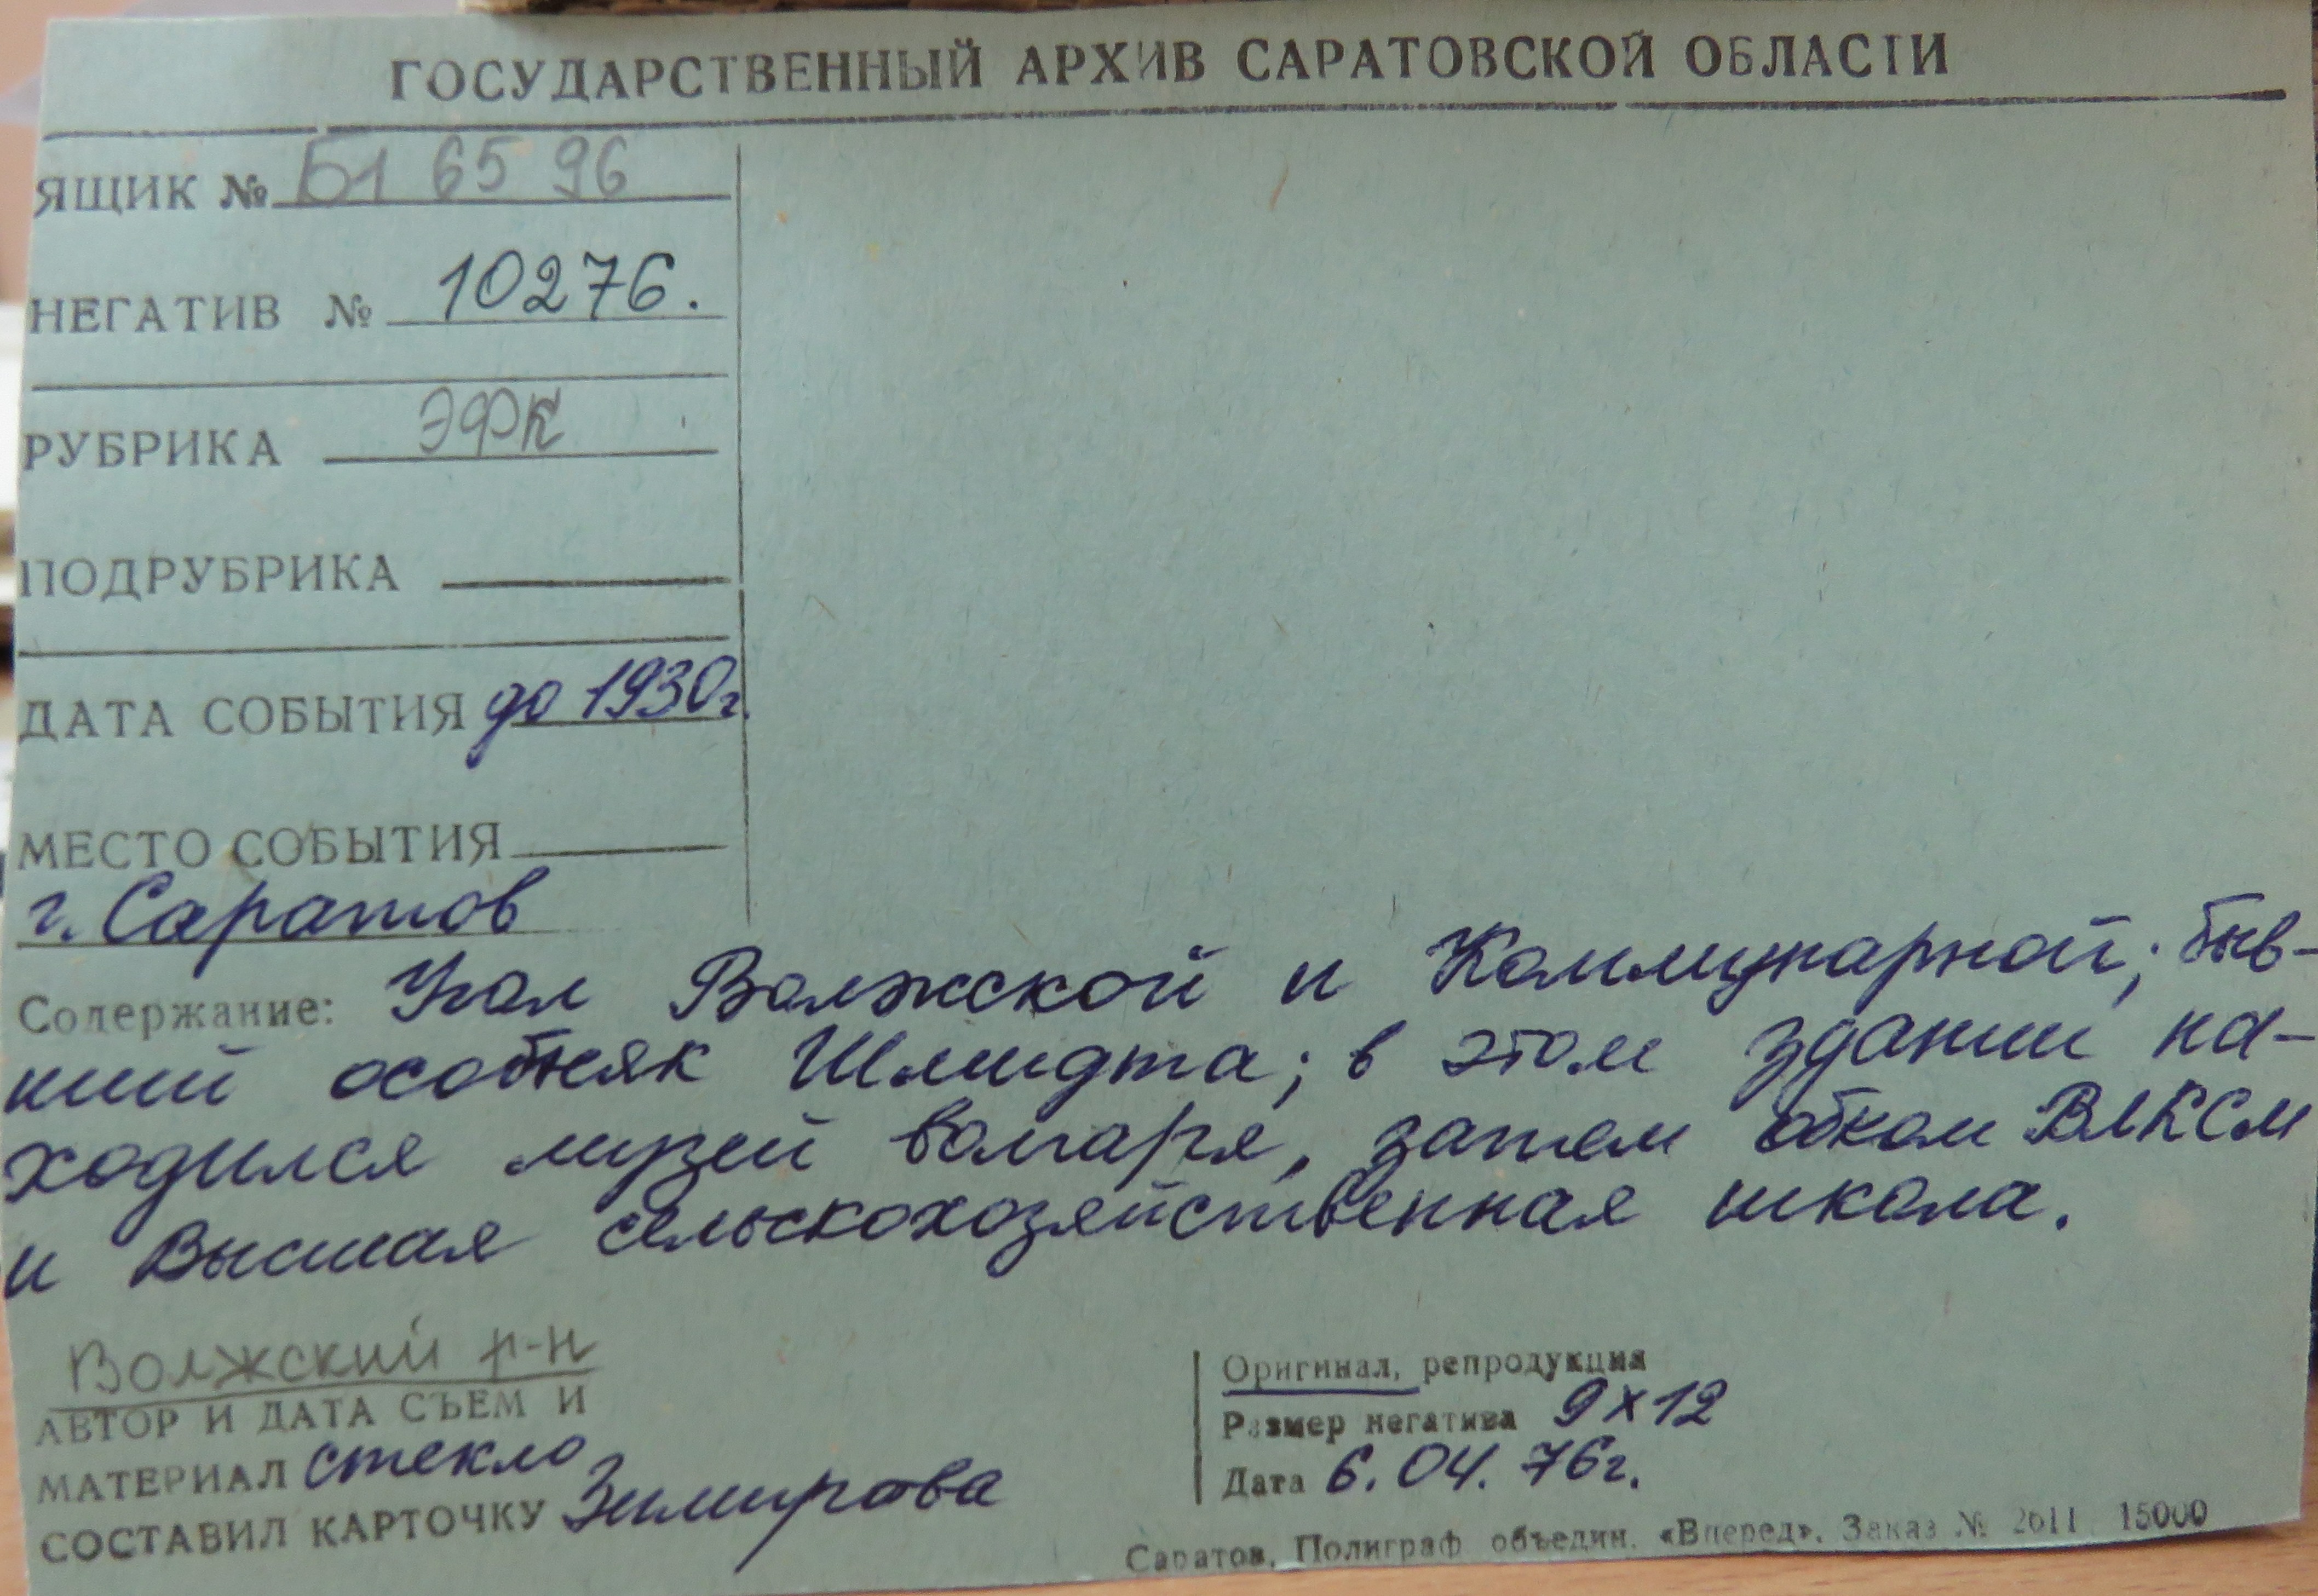 ГОСУДАРСТВЕННЫЙ АРХИВ САРАТОВСКОЙ ОБЛАСТИ
ЯЩИК № Б1 6596
НЕГАТИВ № 10276.
РУБРИКА ЭФК
ПОДРУБРИКА
ДАТА СОБЫТИЯ до 1930г.
МЕСТО СОБЫТИЯ
г. Саратов
Содержание: Угол Волжской и Коммунарной; быв-
ший особняк Шмидта; в этом здании на-
ходился музей волгаря, затем обком ВЛКСМ
и Высшая сельскохозяйственная школа.
Волжский р-н
АВТОР И ДАТА СЪЕМ И
МАТЕРИАЛ стекло
СОСТАВИЛ КАРТОЧКУ Зимирова
Оригинал, репродукция
Размер негатива 9х12
Дата 6.04.76г.
Саратов. Полиграф объедин. «Вперед». Заказ № 2611 15000